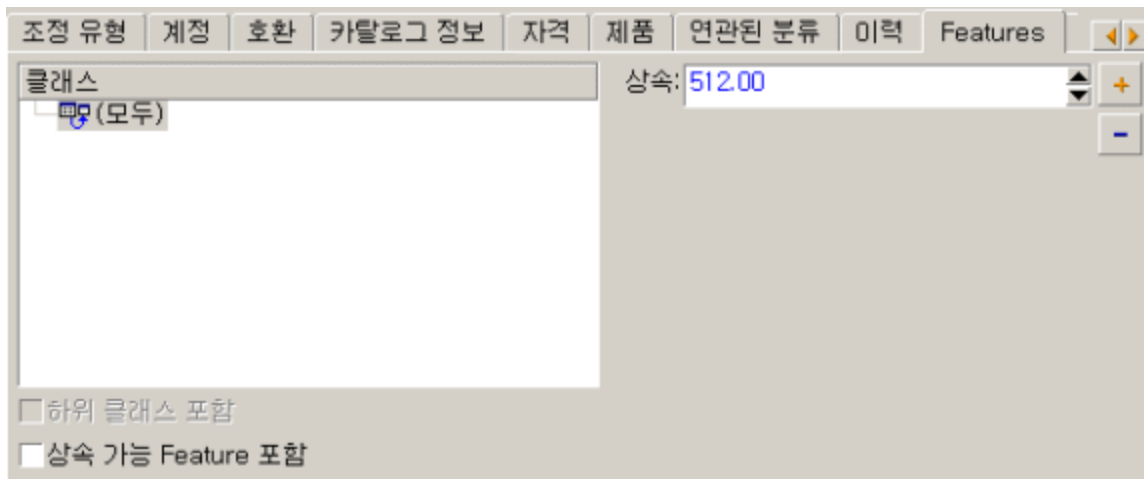 조정 유형 계정 호환 카탈로그 정보 자격 제품 연관된 분류 이력 Features
클래스
상속: 512.00
(모두)
하위 클래스 포함
상속 가능 Feature 포함